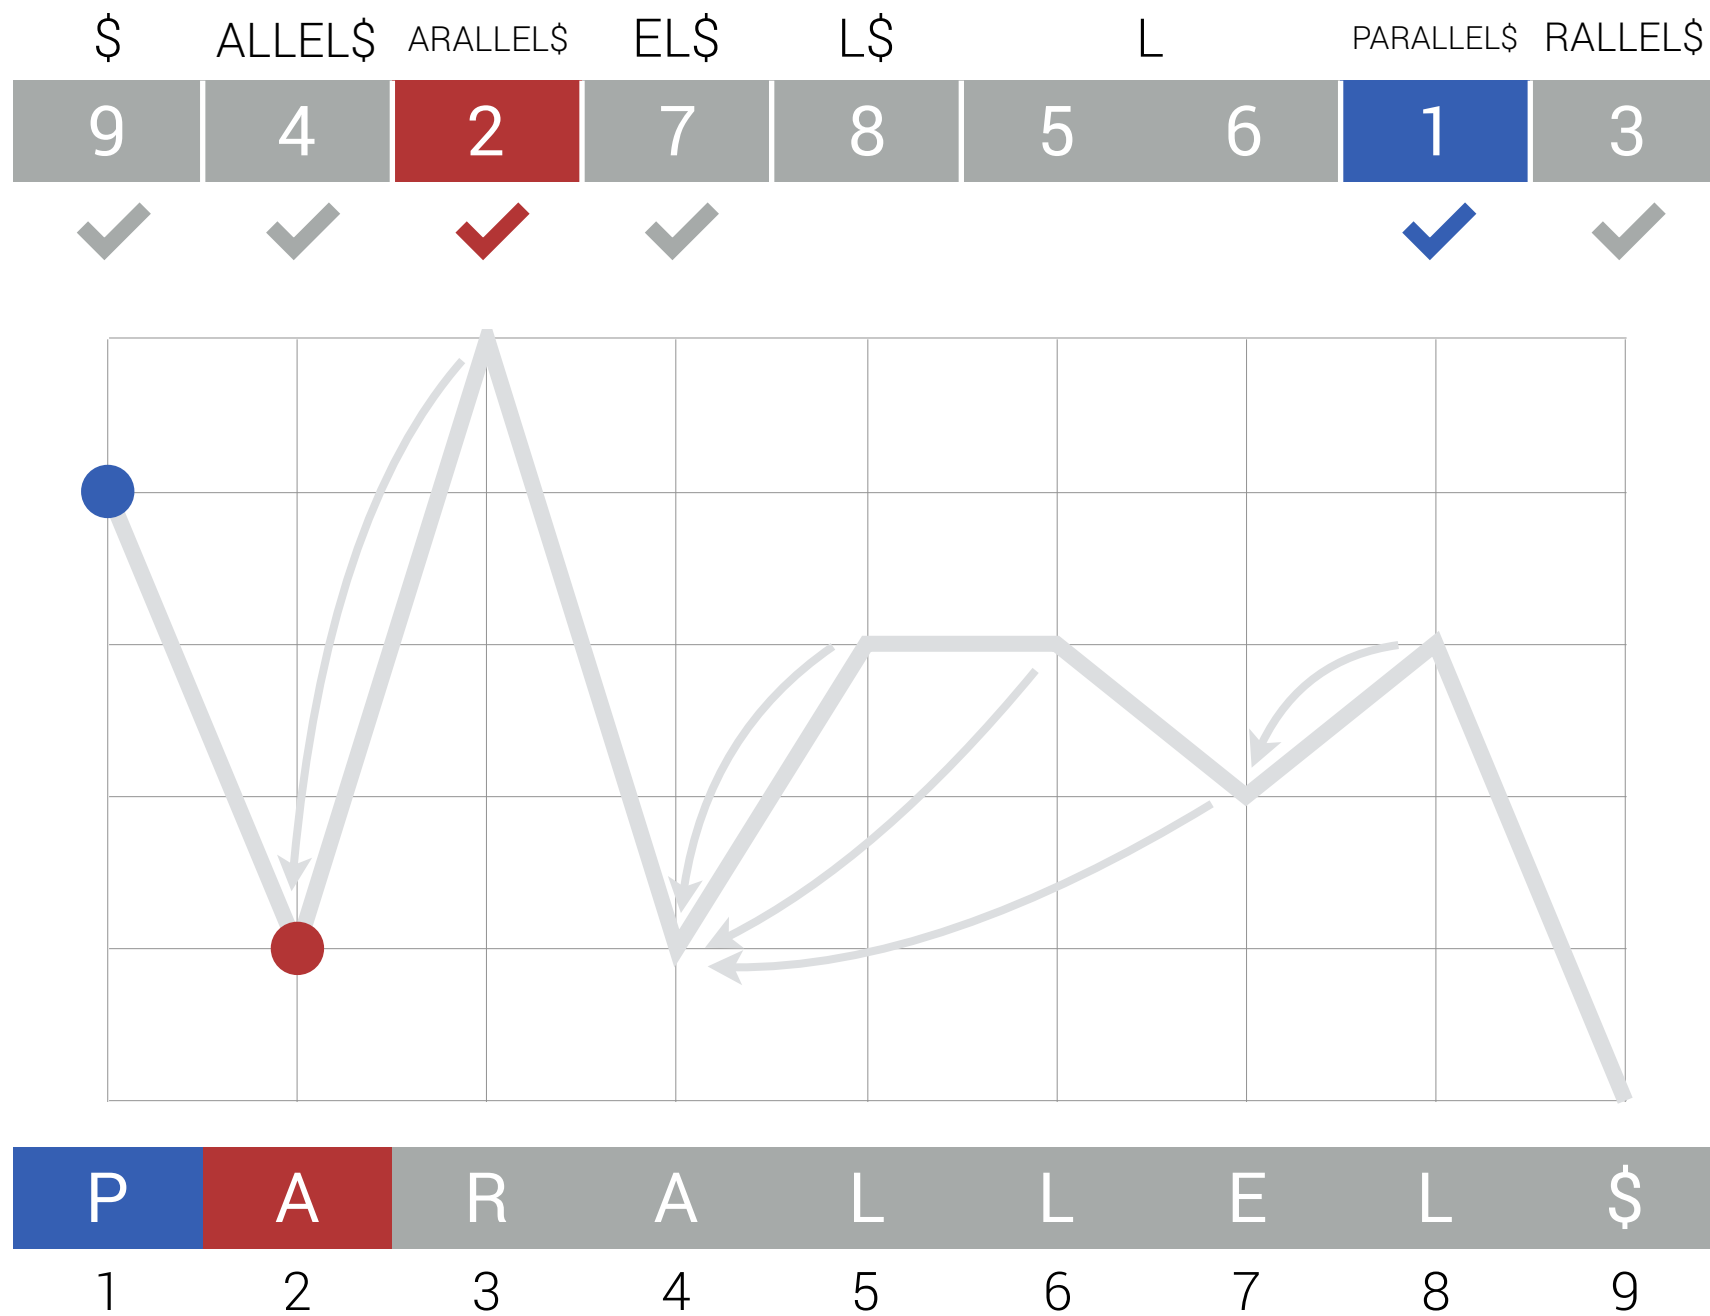 $ ALLEL$ ARALLEL$ EL$ L$ L PARALLEL$ RALLEL$
9 4 2 7 8 5 6 1 3
P A R A L L E L $
1 2 3 4 5 6 7 8 9